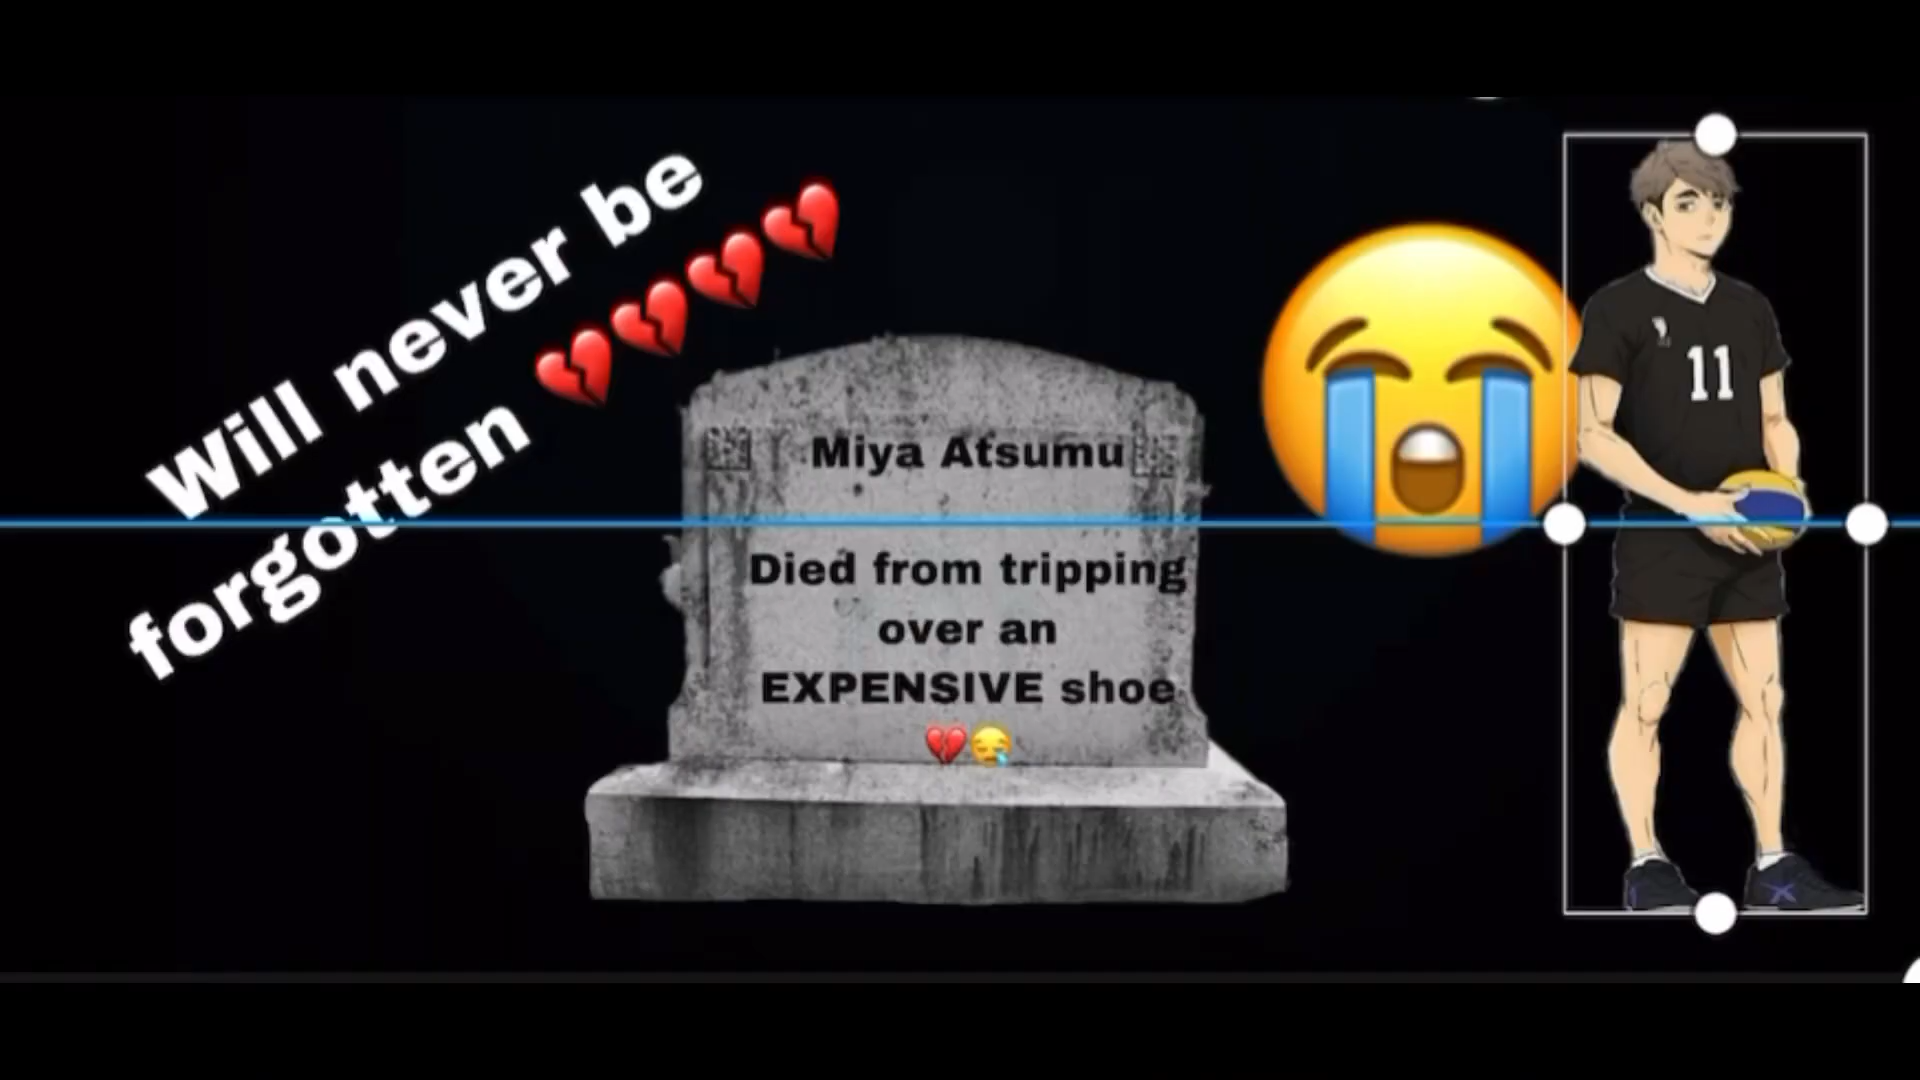 Will never be
forgotten 💔💔💔💔
Miya Atsumu
Died from tripping
over an
EXPENSIVE shoe
💔😪
11